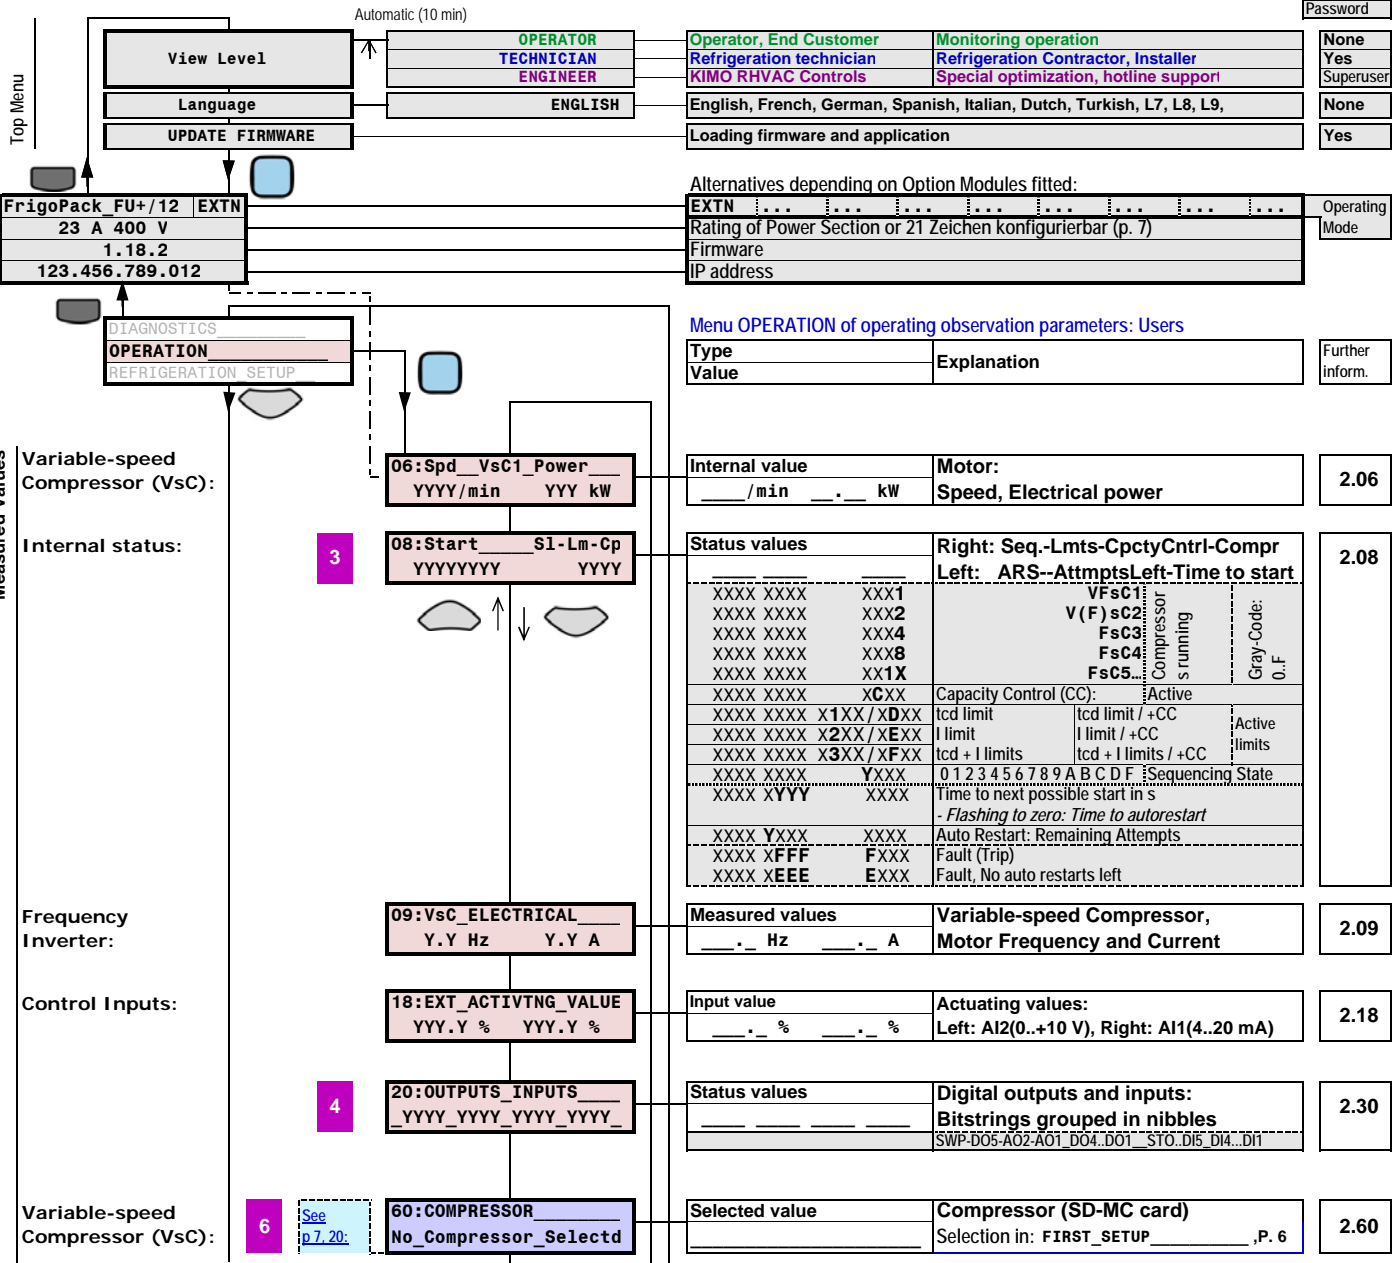 Password
Automatic (10 min)
Top Menu
View Level
OPERATOR
Operator, End Customer
Monitoring operation
None
TECHNICIAN
Refrigeration technician
Refrigeration Contractor, Installer
Yes
ENGINEER
KIMO RHVAC Controls
Special optimization, hotline support
Superuser
Language
ENGLISH
English, French, German, Spanish, Italian, Dutch, Turkish, L7, L8, L9,
None
UPDATE FIRMWARE
Loading firmware and application
Yes
Alternatives depending on Option Modules fitted:
FrigoPack_FU+/12 EXTN
EXTN ... ... ... ... ... ... ... ...
Operating
Mode
23 A 400 V
Rating of Power Section or 21 Zeichen konfigurierbar (p. 7)
1.18.2
Firmware
123.456.789.012
IP address
DIAGNOSTICS
OPERATION____________
REFRIGERATION_SETUP__
Menu OPERATION of operating observation parameters: Users
Type
Value
Explanation
Further
inform.
Measured Values
Variable-speed
Compressor (VsC):
06:Spd__VsC1_Power___
YYYY/min YYY kW
Internal value
____/min __.__ kW
Motor:
Speed, Electrical power
2.06
Internal status:
3
08:Start_____Sl-Lm-Cp
YYYYYYYY YYYY
Status values
____ ____ ____
Right: Seq.-Lmts-CpctyCntrl-Compr
Left: ARS--AttmptsLeft-Time to start
2.08
XXXX XXXX XXX1 VFsC1
XXXX XXXX XXX2 V(F)sC2
XXXX XXXX XXX4 FsC3
XXXX XXXX XXX8 FsC4
XXXX XXXX XX1X FsC5…
Compressor
s running
Gray-Code:
0..F
XXXX XXXX XCXX Capacity Control (CC): Active
XXXX XXXX X1XX/XDXX tcd limit tcd limit / +CC
XXXX XXXX X2XX/XEXX I limit I limit / +CC
XXXX XXXX X3XX/XFXX tcd + I limits tcd + I limits / +CC
Active
limits
XXXX XXXX YXXX 0 1 2 3 4 5 6 7 8 9 A B C D F Sequencing State
XXXX XYYY XXXX Time to next possible start in s
- Flashing to zero: Time to autorestart
XXXX YXXX XXXX Auto Restart: Remaining Attempts
XXXX XFFF FXXX Fault (Trip)
XXXX XEEE EXXX Fault, No auto restarts left
Frequency
Inverter:
09:VsC_ELECTRICAL____
Y.Y Hz Y.Y A
Measured values
___._ Hz ___._ A
Variable-speed Compressor,
Motor Frequency and Current
2.09
Control Inputs:
18:EXT_ACTIVTNG_VALUE
YYY.Y % YYY.Y %
Input value
___._ % ___._ %
Actuating values:
Left: AI2(0..+10 V), Right: AI1(4..20 mA)
2.18
4
20:OUTPUTS_INPUTS____
_YYYY_YYYY_YYYY_YYYY_
Status values
____ ____ ____ ____
Digital outputs and inputs:
Bitstrings grouped in nibbles
SWP-DO5-AO2-AO1_DO4..DO1__STO..DI5_DI4...DI1
2.30
Variable-speed
Compressor (VsC):
6
See
p 7, 20:
60:COMPRESSOR________
No_Compressor_Selectd
Selected value
_____________________
Compressor (SD-MC card)
Selection in: FIRST_SETUP__________ ,P. 6
2.60